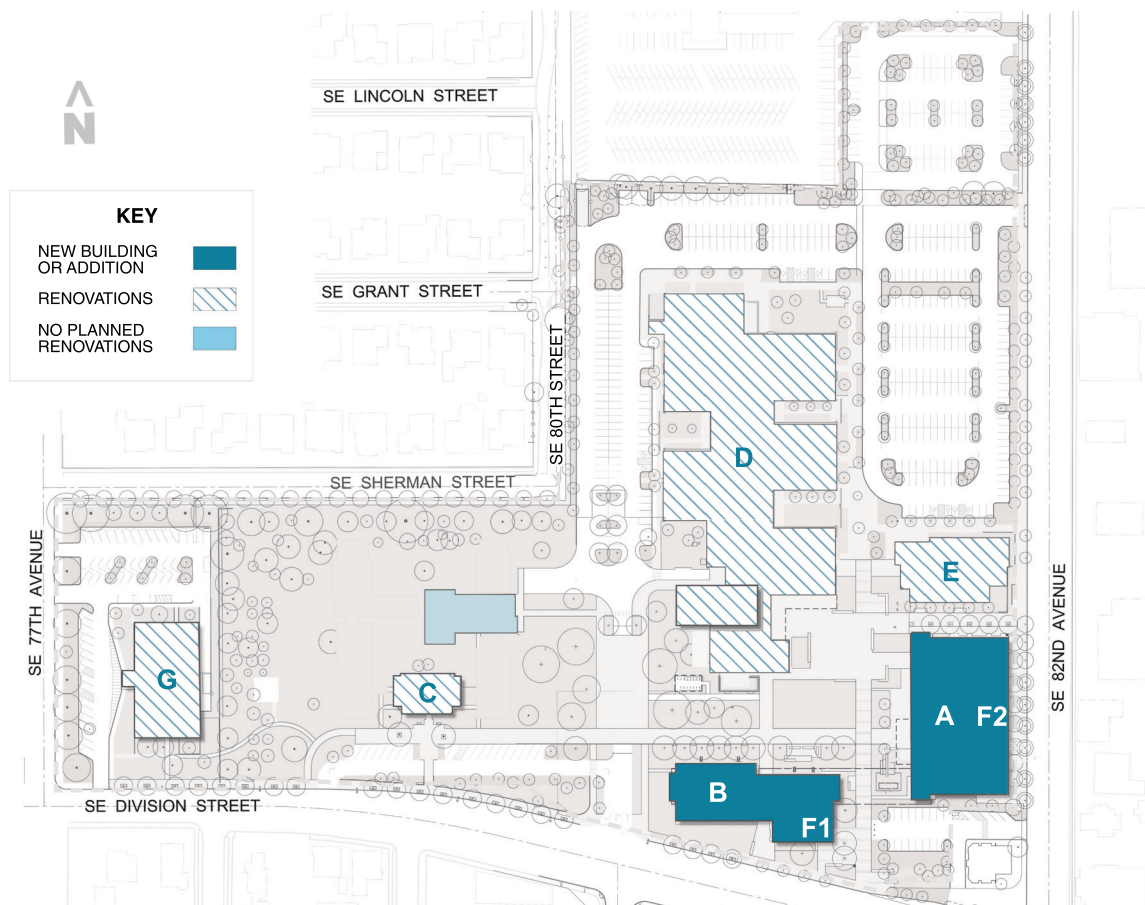 SE LINCOLN STREET
N
KEY
NEW BUILDING
OR ADDITION
RENOVATIONS
NO PLANNED
RENOVATIONS
SE GRANT STREET
SE 80TH STREET
D
SE SHERMAN STREET
SE 77TH AVENUE
E
SE 82ND AVENUE
G
C
A
F2
B
F1
SE DIVISION STREET